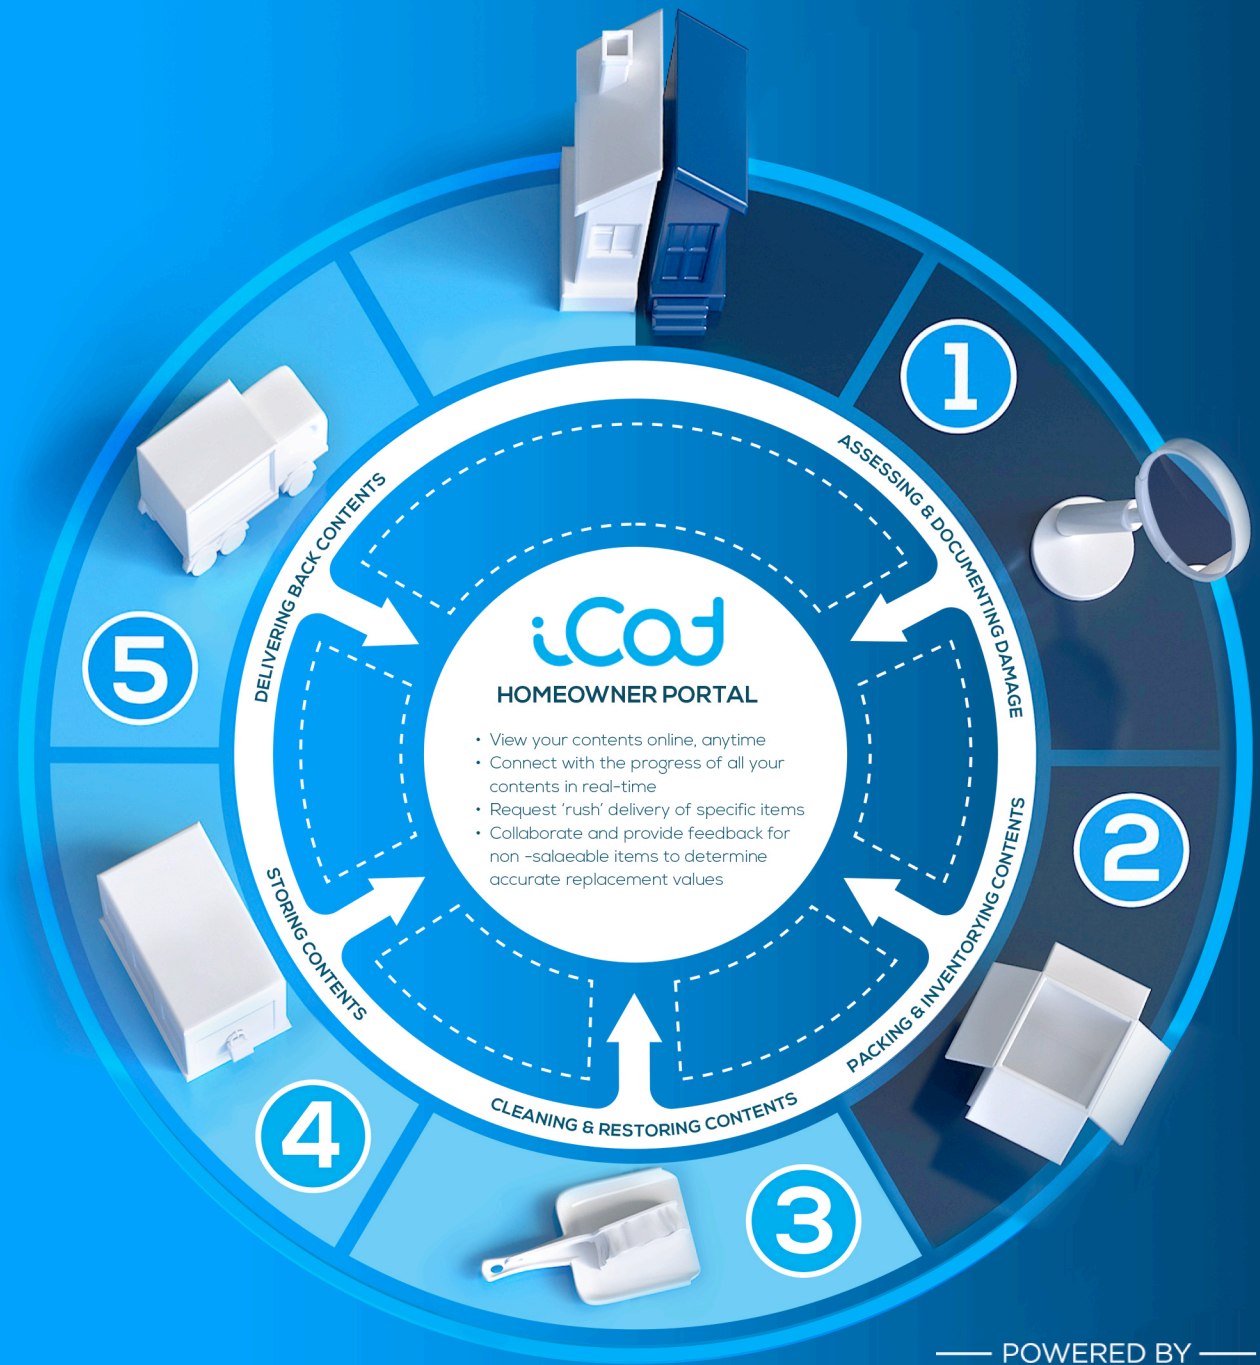 1
ASSESSING & DOCUMENTING DAMAGE
2
PACKING & INVENTORYING CONTENTS
3
CLEANING & RESTORING CONTENTS
4
STORING CONTENTS
5
DELIVERING BACK CONTENTS
iCat
HOMEOWNER PORTAL
• View your contents online, anytime
• Connect with the progress of all your
contents in real-time
• Request ‘rush’ delivery of specific items
• Collaborate and provide feedback for
non -salaeable items to determine
accurate replacement values
POWERED BY